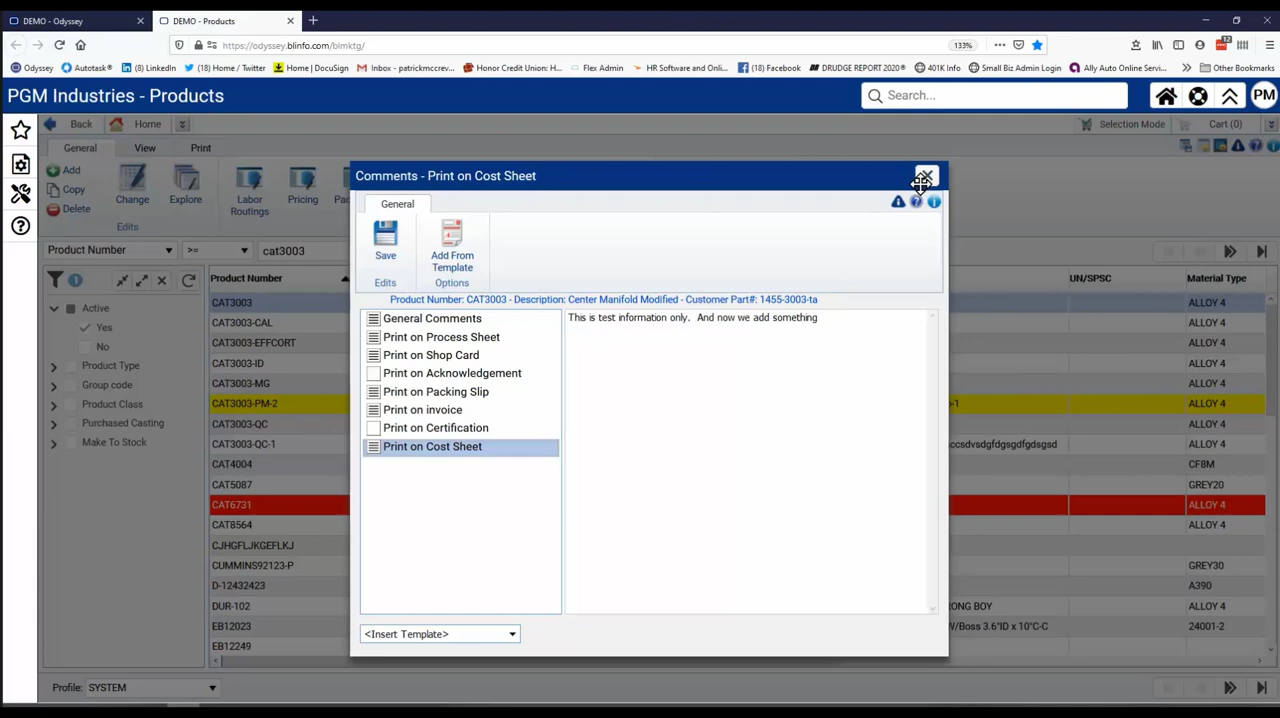 DEMO - Odyssey
DEMO - Products
https://odyssey.blinfo.com/blmktg/
133%
12
Odyssey Autotask® (8) LinkedIn (18) Home / Twitter Home | DocuSign Inbox - patrickmccrev... Honor Credit Union: H... Flex Admin HR Software and Onli... (18) Facebook DRUDGE REPORT 2020® 401K Info Small Biz Admin Login Ally Auto Online Servi... Other Bookmarks
PGM Industries - Products
Search...
PM
Back Home
Selection Mode Cart (0)
General View Print
Add
Copy
Delete
Change
Explore
Labor Routings
Pricing
Edits
Product Number >= cat3003
Active
Yes
No
Product Type
Group code
Product Class
Purchased Casting
Make To Stock
Product Number UN/SPSC Material Type
CAT3003 ALLOY 4
CAT3003-CAL ALLOY 4
CAT3003-EFFCORT ALLOY 4
CAT3003-ID ALLOY 4
CAT3003-MG ALLOY 4
CAT3003-PM-2 -1 ALLOY 4
CAT3003-QC ALLOY 4
CAT3003-QC-1 ccsdvsdgfdgsgdfgdsgsd ALLOY 4
CAT4004 CF8M
CAT5087 GREY20
CAT6731 ALLOY 4
CAT8564 ALLOY 4
CJHGFLJKGEFLKJ
CUMMINS92123-P GREY30
D-12432423 A390
DUR-102 ONG BOY ALLOY 4
EB12023 W/Boss 3.6"ID x 10"C-C 24001-2
EB12249
Comments - Print on Cost Sheet
General
Save
Add From
Template
Edits Options
Product Number: CAT3003 - Description: Center Manifold Modified - Customer Part#: 1455-3003-ta
General Comments
Print on Process Sheet
Print on Shop Card
Print on Acknowledgement
Print on Packing Slip
Print on invoice
Print on Certification
Print on Cost Sheet
This is test information only. And now we add something
<Insert Template>
Profile: SYSTEM